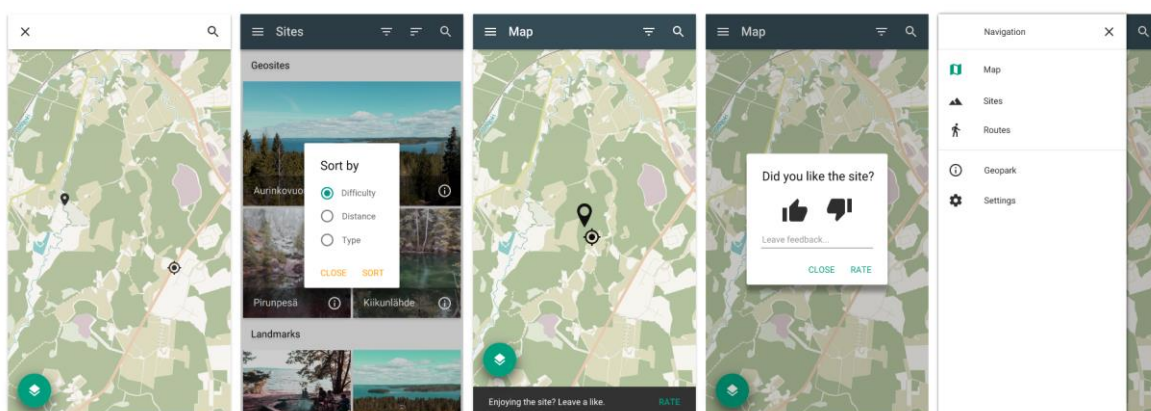 Sites
Geosites
Sort by
Difficulty
Distance
Type
CLOSE SORT
Pirunpesä
Kiikunlähde
Landmarks
Map
Enjoying the site? Leave a like. RATE
Map
Did you like the site?
Leave feedback...
CLOSE RATE
Navigation
Map
Sites
Routes
Geopark
Settings